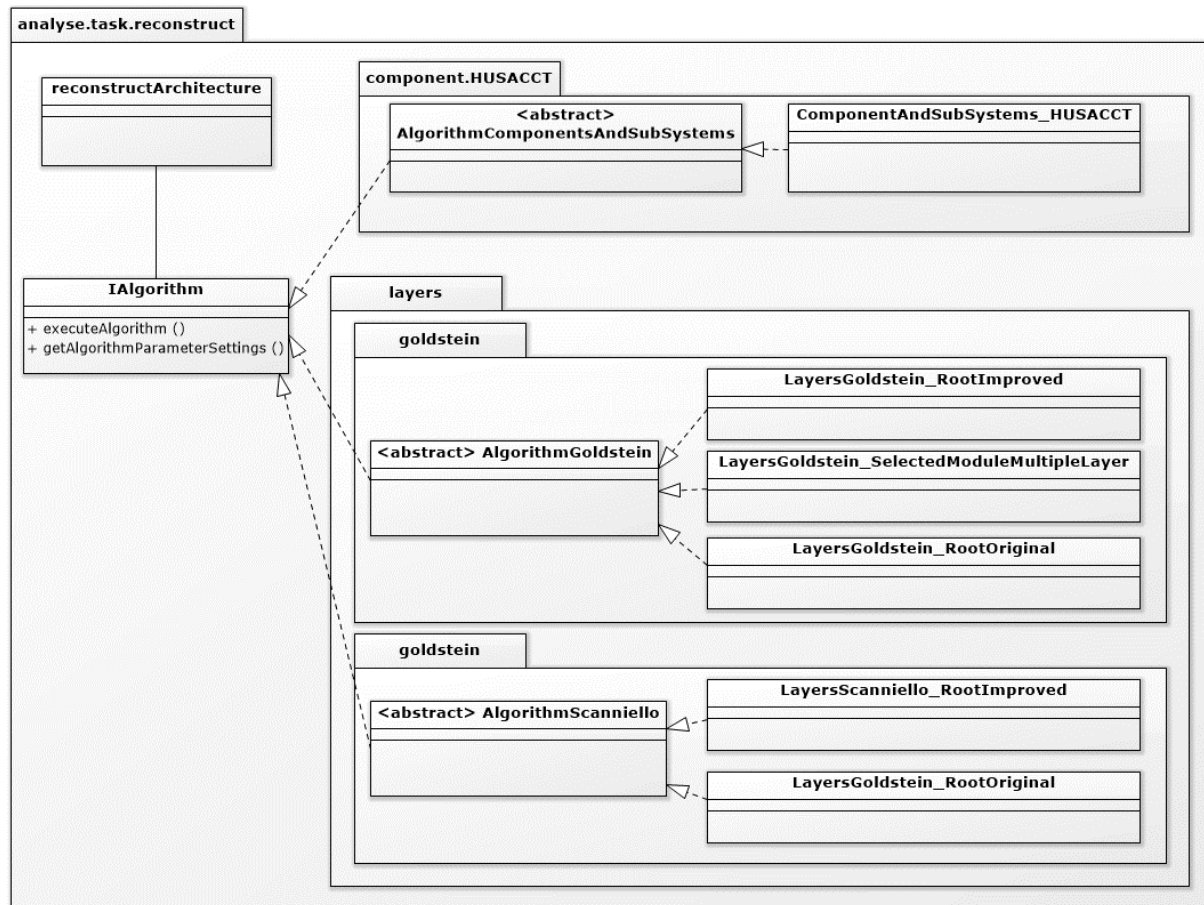 analyse.task.reconstruct
reconstructArchitecture
component.HUSACCT
<abstract>
AlgorithmComponentsAndSubSystems
ComponentAndSubSystems_HUSACCT
IAlgorithm
+ executeAlgorithm ()
+ getAlgorithmParameterSettings ()
layers
goldstein
LayersGoldstein_RootImproved
<abstract> AlgorithmGoldstein
LayersGoldstein_SelectedModuleMultipleLayer
LayersGoldstein_RootOriginal
goldstein
LayersScanniello_RootImproved
<abstract> AlgorithmScanniello
LayersGoldstein_RootOriginal